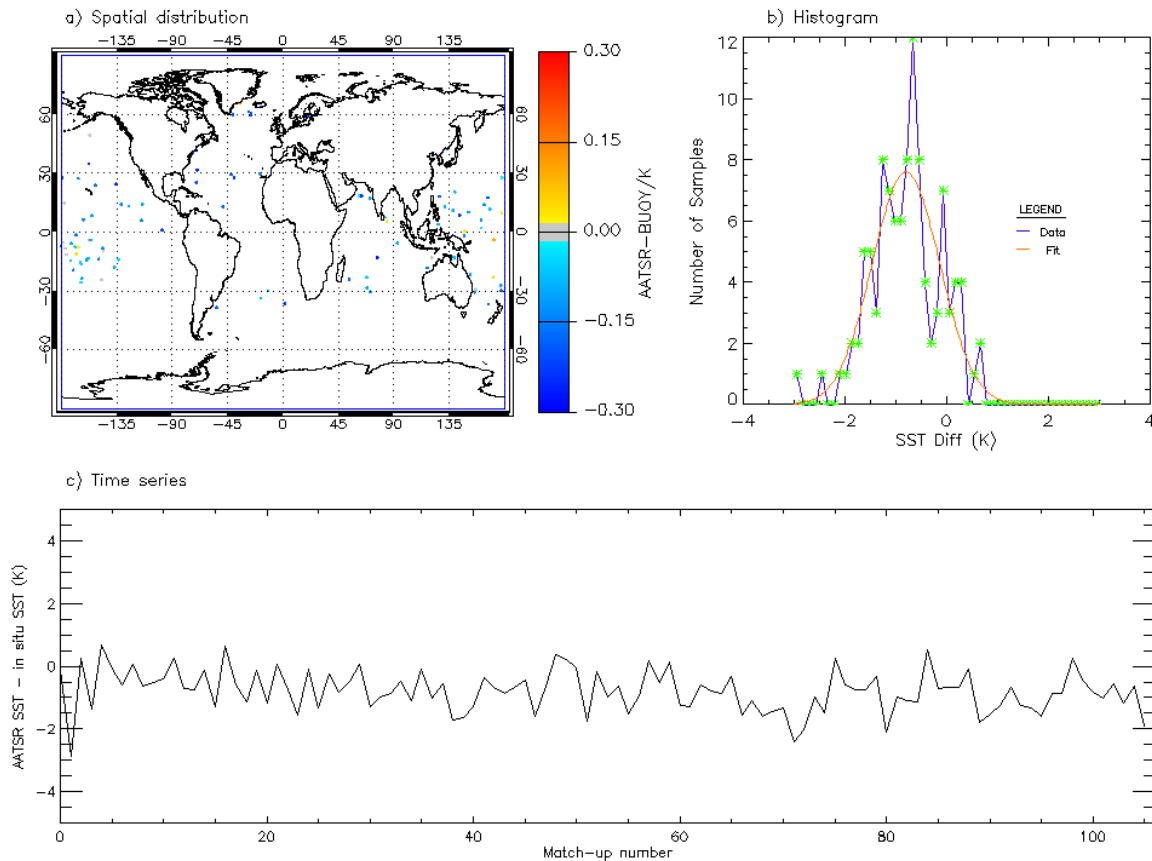 a) Spatial distribution
-135 -90 -45 0 45 90 135
60 60
30 30
0 0
-30 -30
-60 -60
-135 -90 -45 0 45 90 135
0.30
0.15
0.00
-0.15
-0.30
AATSR-BUOY/K
b) Histogram
12
10
8
6
4
2
0
Number of Samples
-4 -2 0 2 4
SST Diff (K)
LEGEND
Data
Fit
c) Time series
4
2
0
-2
-4
AATSR SST - in situ SST (K)
0 20 40 60 80 100
Match-up number